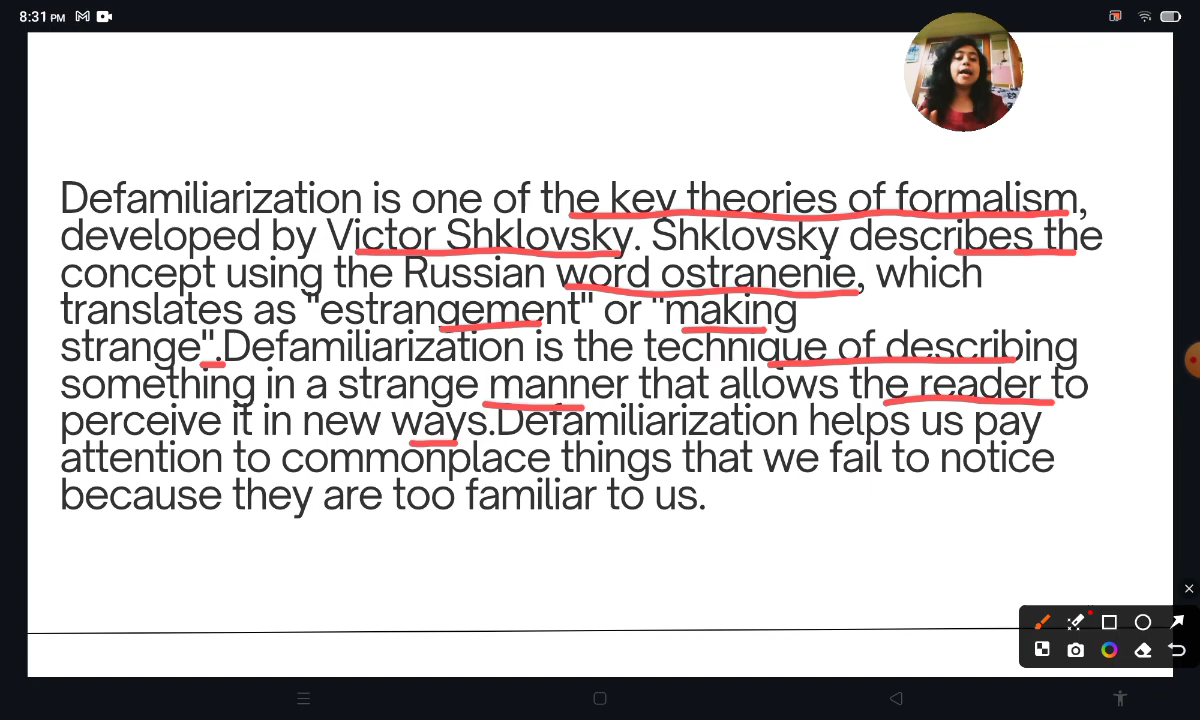 8:31 PM
Defamiliarization is one of the key theories of formalism,
developed by Victor Shklovsky. Shklovsky describes the
concept using the Russian word ostranenie, which
translates as "estrangement" or "making
strange".Defamiliarization is the technique of describing
something in a strange manner that allows the reader to
perceive it in new ways.Defamiliarization helps us pay
attention to commonplace things that we fail to notice
because they are too familiar to us.